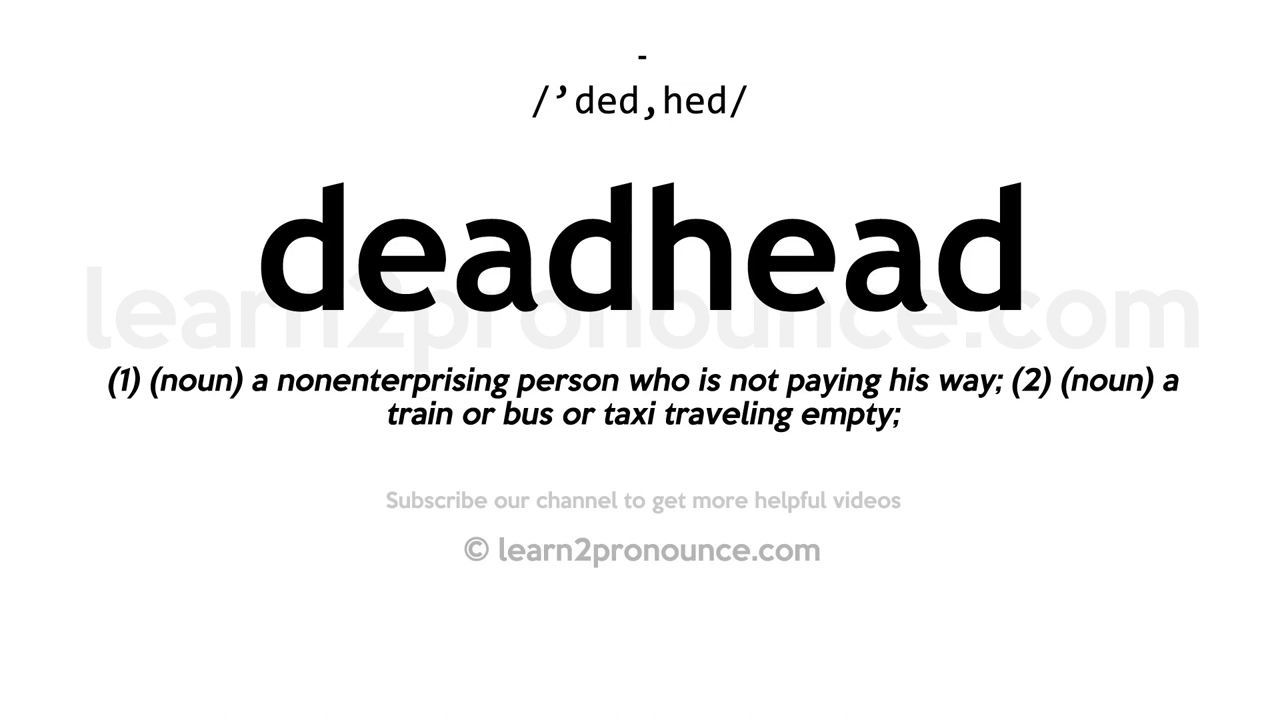 -
/’ded,hed/
deadhead
learn2pronounce.com
(1) (noun) a nonenterprising person who is not paying his way; (2) (noun) a
train or bus or taxi traveling empty;
Subscribe our channel to get more helpful videos
© learn2pronounce.com